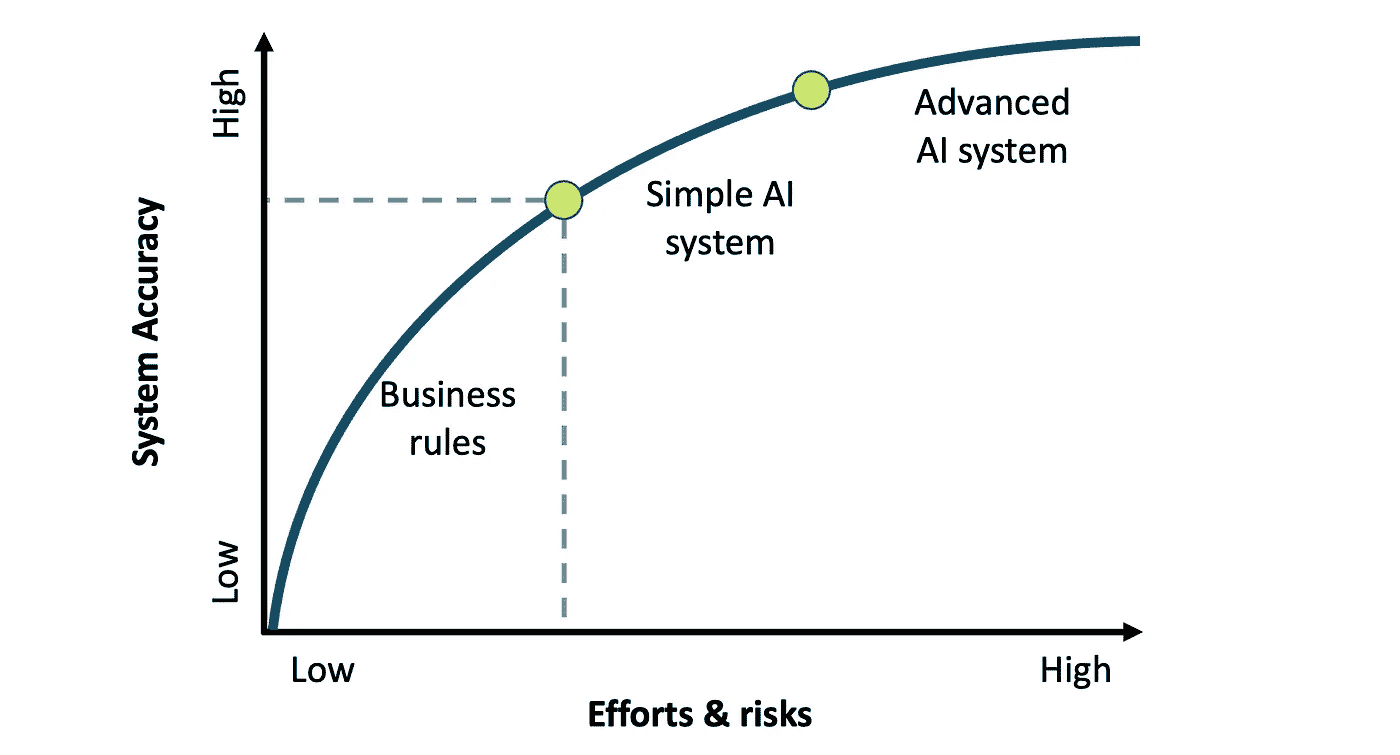 High
System Accuracy
Low
Business
rules
Simple AI
system
Advanced
AI system
Low
High
Efforts & risks